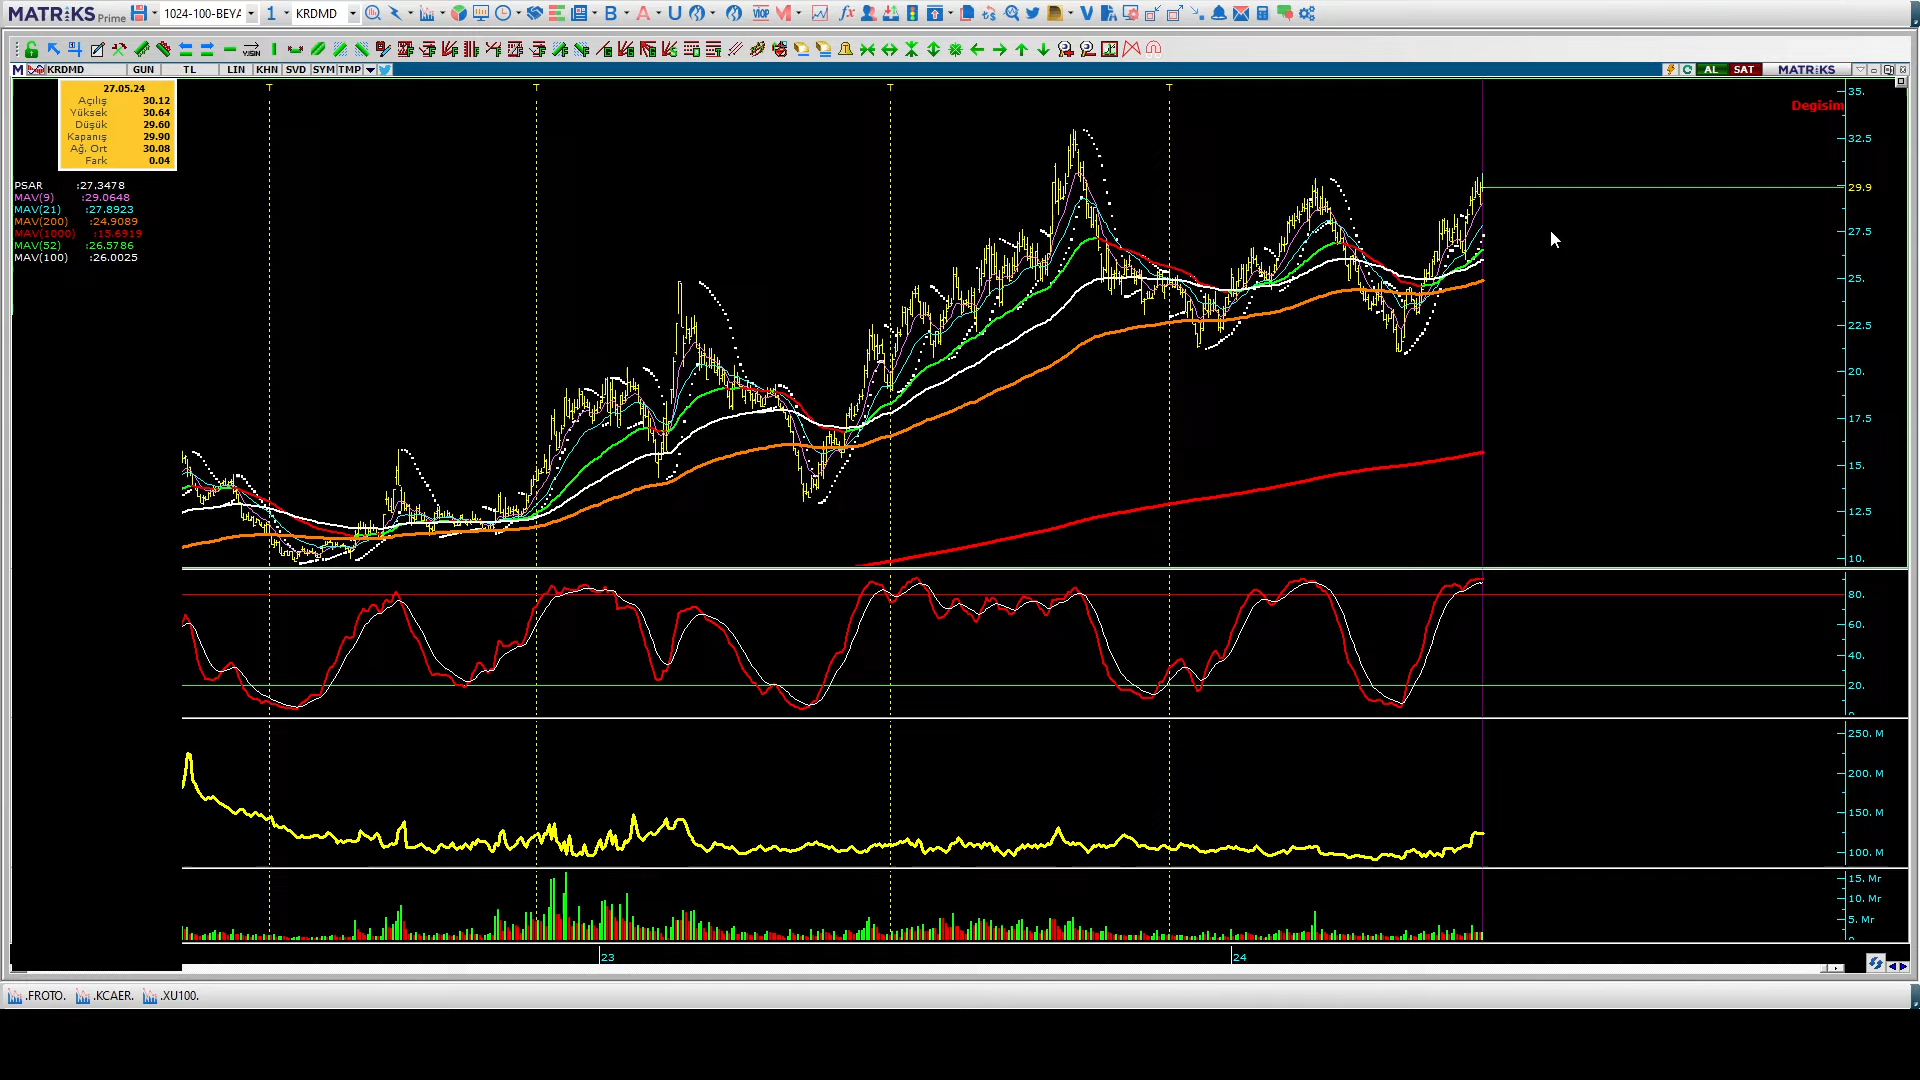 MATRIKS Prime 1024-100-BEYA 1 KRDMD
B A U VIOP M fx V
M KRDMD GUN TL LIN KHN SVD SYM TMP AL SAT MATRIKS
27.05.24
Açılış 30.12
Yüksek 30.64
Düşük 29.60
Kapanış 29.90
Ağ. Ort 30.08
Fark 0.04
PSAR :27.3478
MAV(9) :29.0648
MAV(21) :27.8923
MAV(200) :24.9089
MAV(1000) :15.6919
MAV(52) :26.5786
MAV(100) :26.0025
Degisim
35.
32.5
29.9
27.5
25.
22.5
20.
17.5
15.
12.5
10.
80.
60.
40.
20.
250. M
200. M
150. M
100. M
15. Mr
10. Mr
5. Mr
23 24
.FROTO. .KCAER. .XU100.